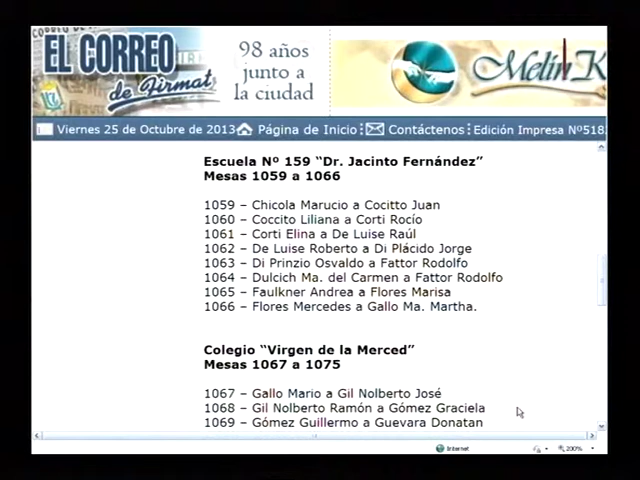 EL CORREO
de Firmat
98 años
junto a
la ciudad
Melín K
Viernes 25 de Octubre de 2013 Página de Inicio Contáctenos Edición Impresa Nº518
Escuela Nº 159 “Dr. Jacinto Fernández”
Mesas 1059 a 1066
1059 – Chicola Marucio a Cocitto Juan
1060 – Coccito Liliana a Corti Rocío
1061 – Corti Elina a De Luise Raúl
1062 – De Luise Roberto a Di Plácido Jorge
1063 – Di Prinzio Osvaldo a Fattor Rodolfo
1064 – Dulcich Ma. del Carmen a Fattor Rodolfo
1065 – Faulkner Andrea a Flores Marisa
1066 – Flores Mercedes a Gallo Ma. Martha.
Colegio “Virgen de la Merced”
Mesas 1067 a 1075
1067 – Gallo Mario a Gil Nolberto José
1068 – Gil Nolberto Ramón a Gómez Graciela
1069 – Gómez Guillermo a Guevara Donatan
Internet 200%